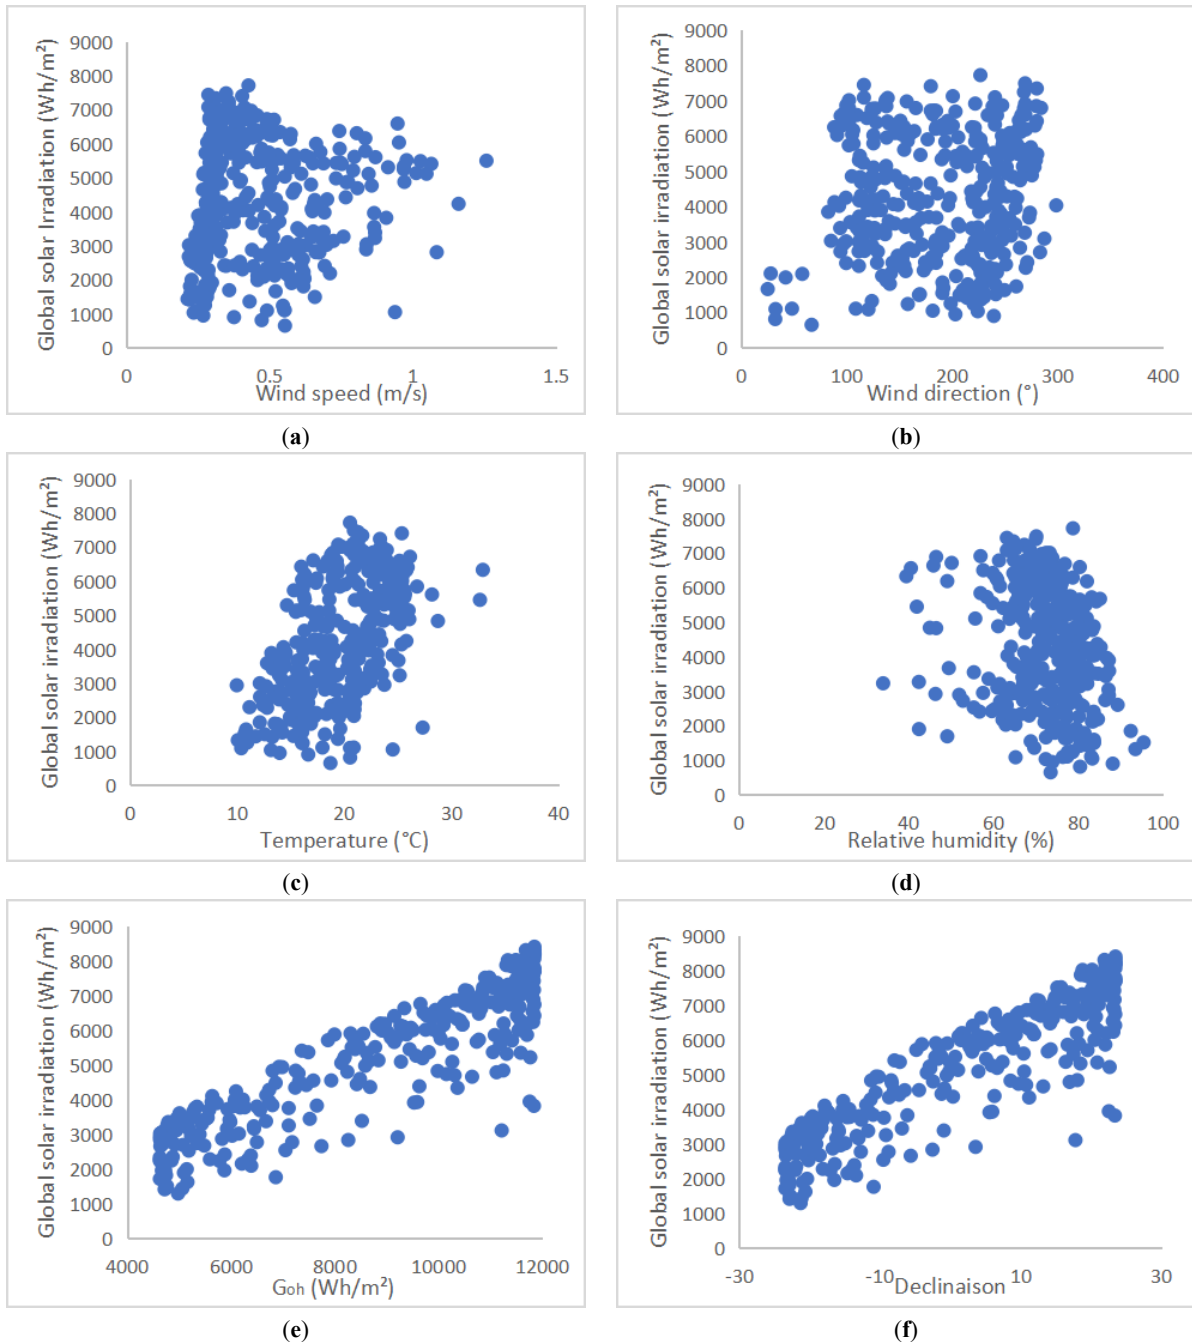 Global solar Irradiation (Wh/m²)
9000
8000
7000
6000
5000
4000
3000
2000
1000
0
0 0.5 1 1.5
Wind speed (m/s)
(a)
Global solar irradiation (Wh/m²)
9000
8000
7000
6000
5000
4000
3000
2000
1000
0
0 100 200 300 400
Wind direction (°)
(b)
Global solar irradiation (Wh/m²)
9000
8000
7000
6000
5000
4000
3000
2000
1000
0
0 10 20 30 40
Temperature (°C)
(c)
Global solar irradiation (Wh/m²)
9000
8000
7000
6000
5000
4000
3000
2000
1000
0
0 20 40 60 80 100
Relative humidity (%)
(d)
Global solar irradiation (Wh/m²)
9000
8000
7000
6000
5000
4000
3000
2000
1000
0
4000 6000 8000 10000 12000
Goh (Wh/m²)
(e)
Global solar irradiation (Wh/m²)
9000
8000
7000
6000
5000
4000
3000
2000
1000
0
-30 -10 10 30
Declinaison
(f)